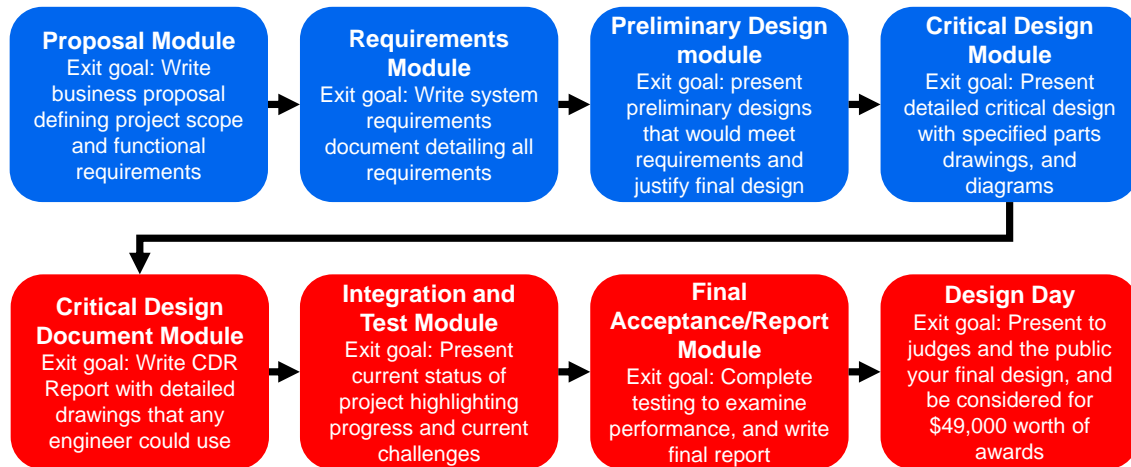 Proposal Module
Exit goal: Write
business proposal
defining project scope
and functional
requirements
Requirements
Module
Exit goal: Write system
requirements
document detailing all
requirements
Preliminary Design
module
Exit goal: present
preliminary designs
that would meet
requirements and
justify final design
Critical Design
Module
Exit goal: Present
detailed critical design
with specified parts
drawings, and
diagrams
Critical Design
Document Module
Exit goal: Write CDR
Report with detailed
drawings that any
engineer could use
Integration and
Test Module
Exit goal: Present
current status of
project highlighting
progress and current
challenges
Final
Acceptance/Report
Module
Exit goal: Complete
testing to examine
performance, and write
final report
Design Day
Exit goal: Present to
judges and the public
your final design, and
be considered for
$49,000 worth of
awards